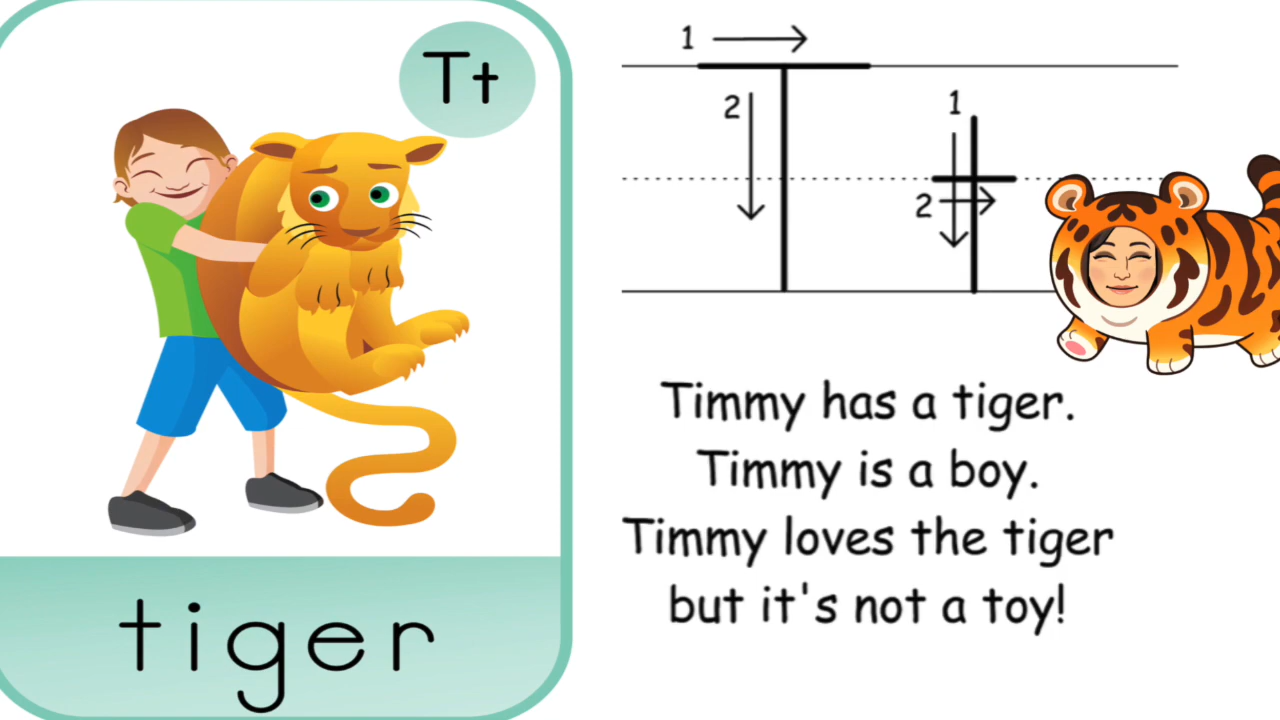 Tt
tiger
1
2
1
2
Timmy has a tiger.
Timmy is a boy.
Timmy loves the tiger
but it's not a toy!